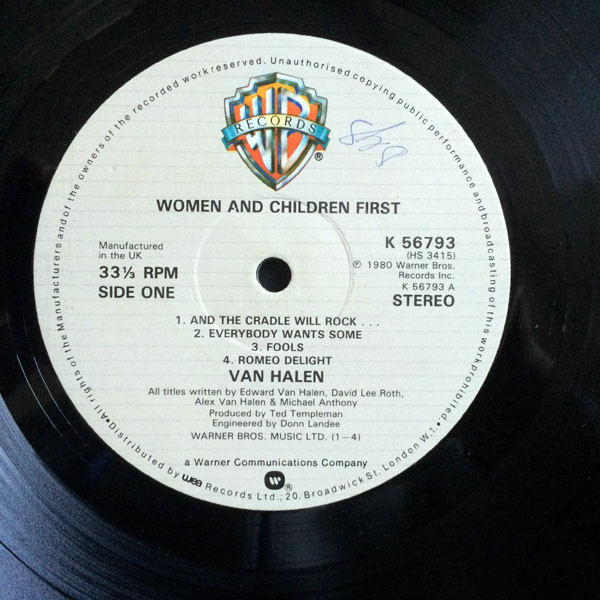 All rights of the Manufacturers and of the owners of the recorded work reserved. Unauthorised copying public performance and broadcasting of this work prohibited.
WB
RECORDS
®
WOMEN AND CHILDREN FIRST
Manufactured
in the UK
33⅓ RPM
SIDE ONE
K 56793
(HS 3415)
℗ 1980 Warner Bros.
Records Inc.
K 56793 A
STEREO
1. AND THE CRADLE WILL ROCK . . .
2. EVERYBODY WANTS SOME
3. FOOLS
4. ROMEO DELIGHT
VAN HALEN
All titles written by Edward Van Halen, David Lee Roth,
Alex Van Halen & Michael Anthony
Produced by Ted Templeman
Engineered by Donn Landee
WARNER BROS. MUSIC LTD. (1–4)
a Warner Communications Company
®
•Distributed by wea Records Ltd., 20, Broadwick St. London W.1.•